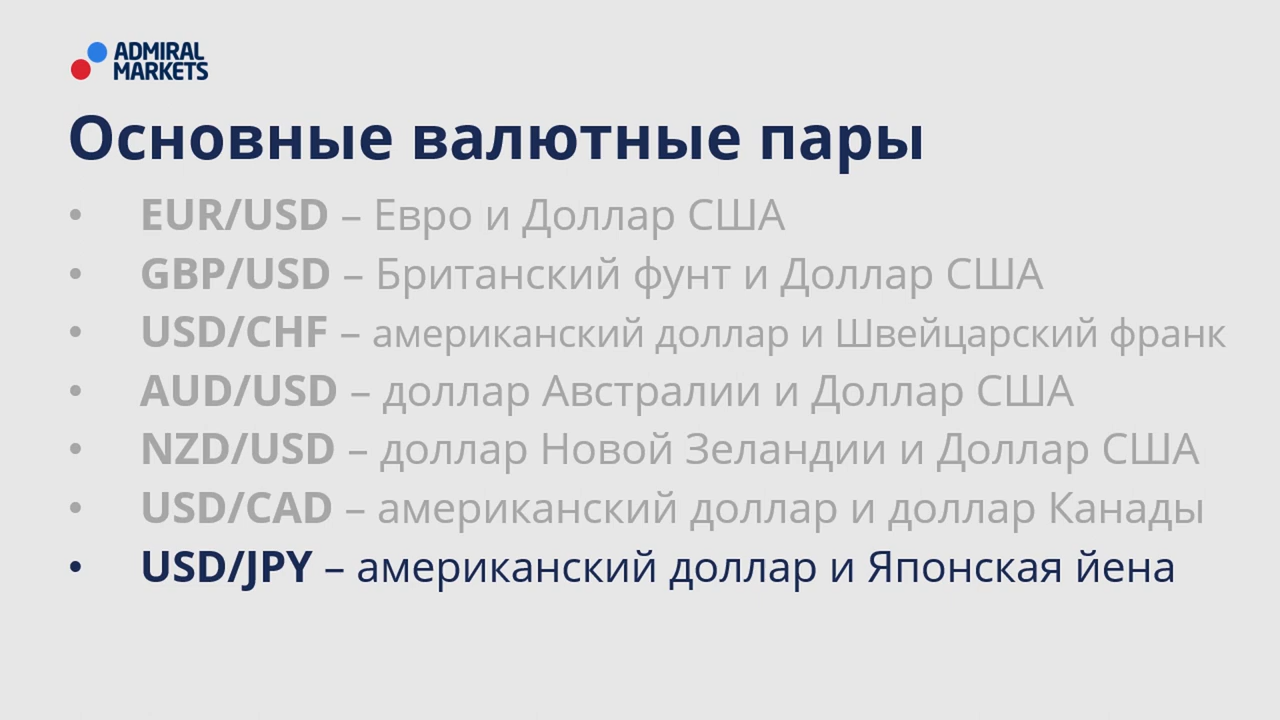 ADMIRAL
MARKETS
Основные валютные пары
• EUR/USD – Евро и Доллар США
• GBP/USD – Британский фунт и Доллар США
• USD/CHF – американский доллар и Швейцарский франк
• AUD/USD – доллар Австралии и Доллар США
• NZD/USD – доллар Новой Зеландии и Доллар США
• USD/CAD – американский доллар и доллар Канады
• USD/JPY – американский доллар и Японская йена